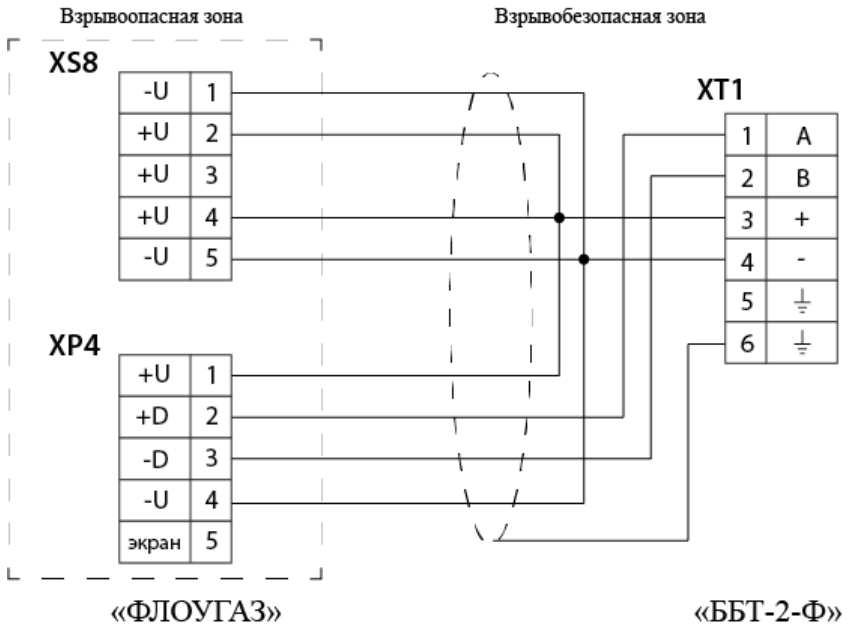 Взрывоопасная зона
Взрывобезопасная зона
XS8
-U 1
+U 2
+U 3
+U 4
-U 5
XP4
+U 1
+D 2
-D 3
-U 4
экран 5
XT1
1 A
2 B
3 +
4 -
5 ⏚
6 ⏚
«ФЛОУГАЗ»
«ББТ-2-Ф»